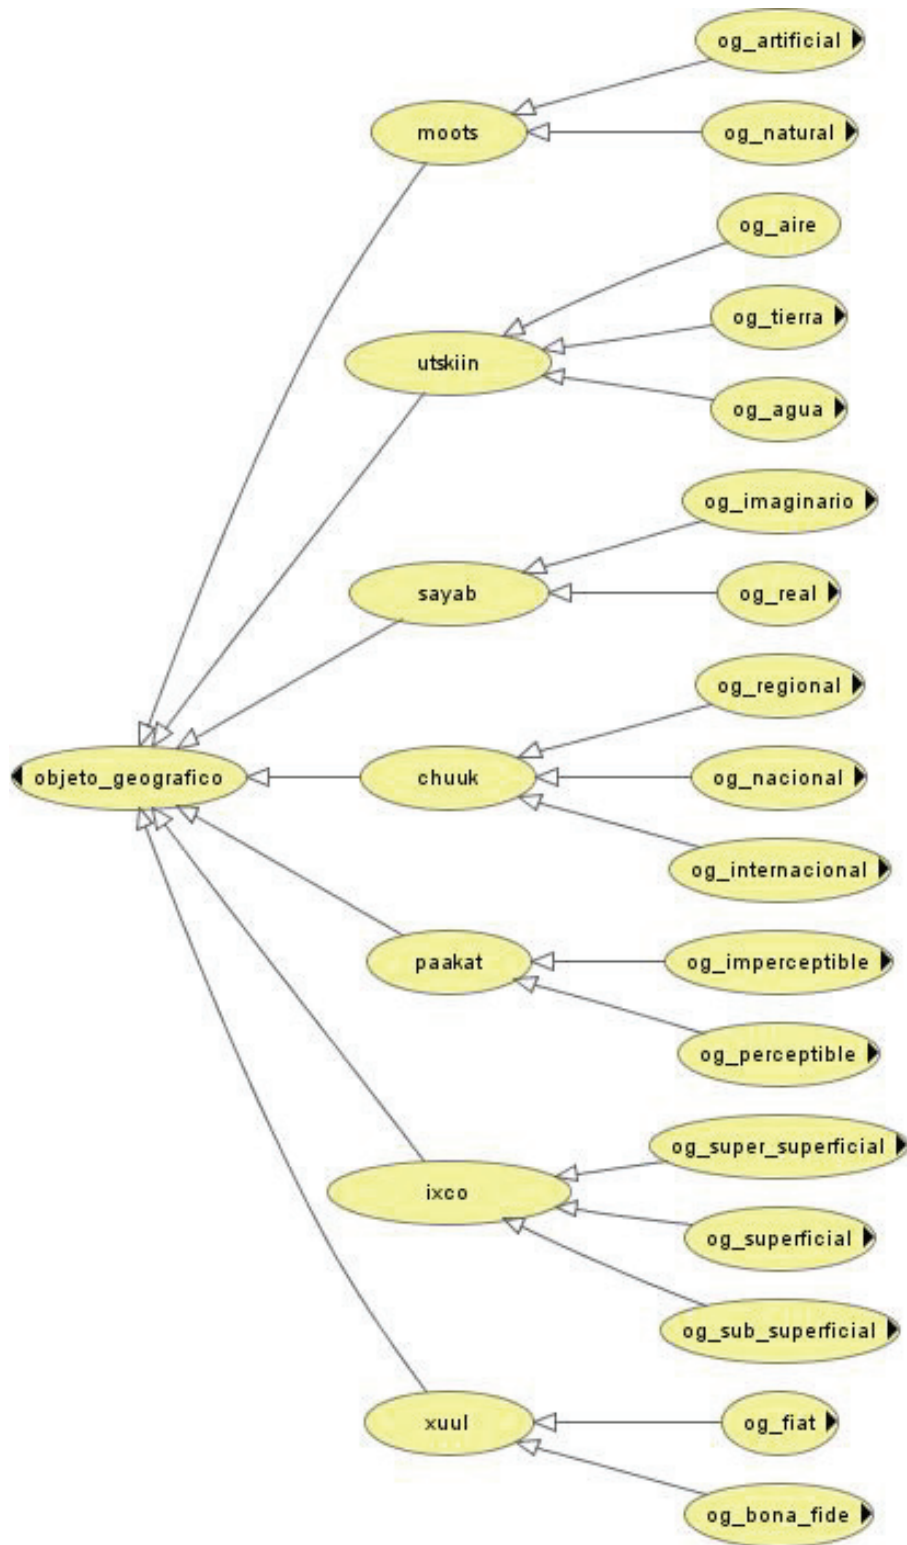 og_artificial
moots
og_natural
og_aire
og_tierra
utskiin
og_agua
og_imaginario
sayab
og_real
og_regional
objeto_geografico
chuuk
og_nacional
og_internacional
paakat
og_imperceptible
og_perceptible
og_super_superficial
ixco
og_superficial
og_sub_superficial
xuul
og_fiat
og_bona_fide